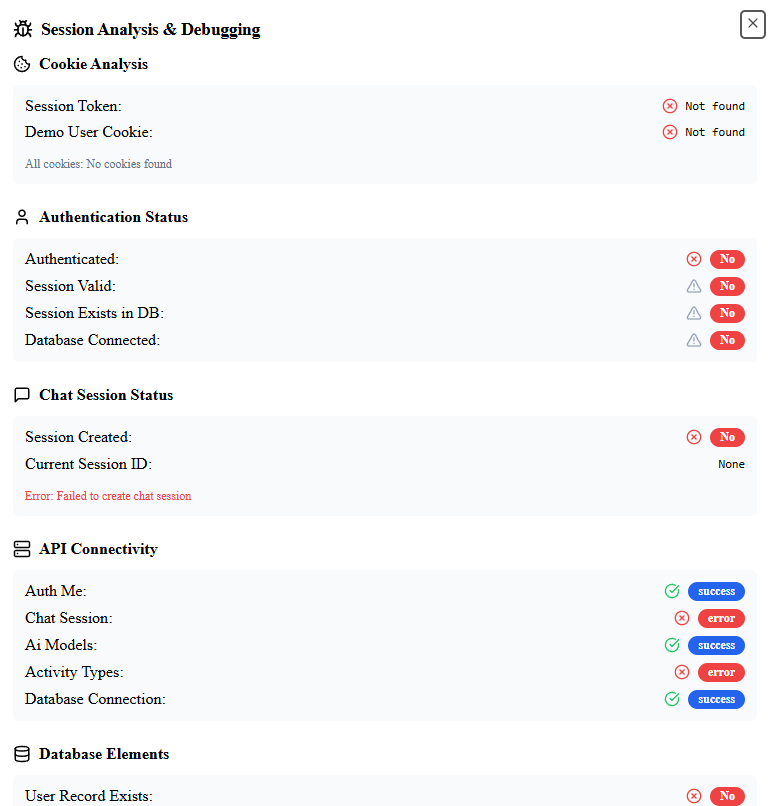 Session Analysis & Debugging
Cookie Analysis
Session Token: Not found
Demo User Cookie: Not found
All cookies: No cookies found
Authentication Status
Authenticated: No
Session Valid: No
Session Exists in DB: No
Database Connected: No
Chat Session Status
Session Created: No
Current Session ID: None
Error: Failed to create chat session
API Connectivity
Auth Me: success
Chat Session: error
Ai Models: success
Activity Types: error
Database Connection: success
Database Elements
User Record Exists: No